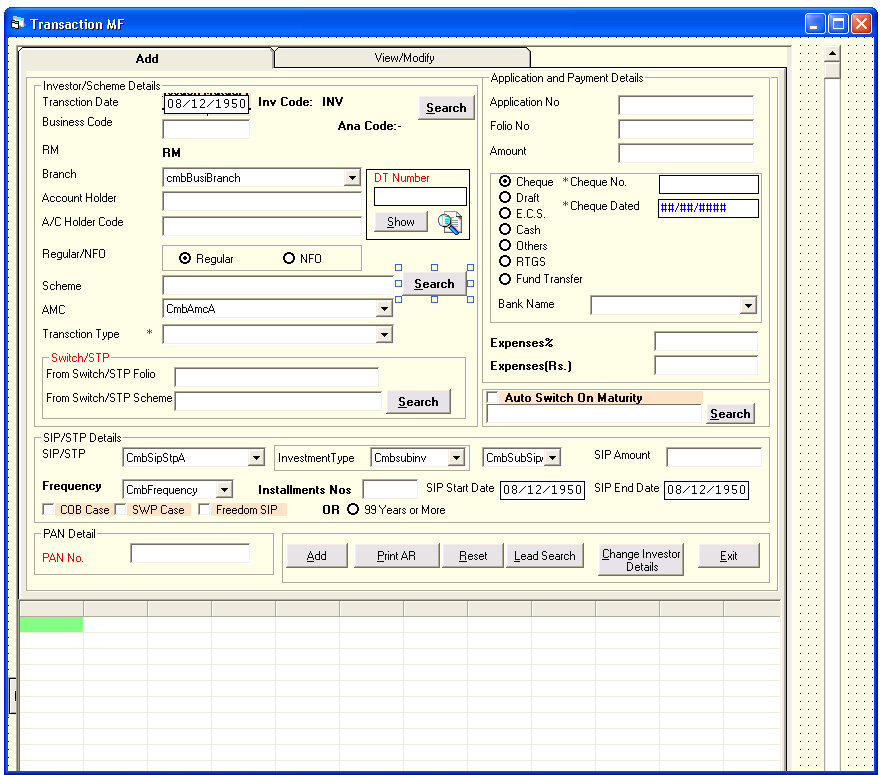 Transaction MF
Add View/Modify
Investor/Scheme Details
Transction Date 08/12/1950 Inv Code: INV Search
Business Code Ana Code:-
RM RM
Branch cmbBusiBranch DT Number
Account Holder
A/C Holder Code Show
Regular/NFO Regular NFO
Scheme Search
AMC CmbAmcA
Transction Type *
Switch/STP
From Switch/STP Folio
From Switch/STP Scheme Search
Application and Payment Details
Application No
Folio No
Amount
Cheque *Cheque No.
Draft
*Cheque Dated ##/##/####
E.C.S.
Cash
Others
RTGS
Fund Transfer
Bank Name
Expenses%
Expenses(Rs.)
Auto Switch On Maturity
Search
SIP/STP Details
SIP/STP CmbSipStpA InvestmentType Cmbsubinv CmbSubSip SIP Amount
Frequency CmbFrequency Installments Nos SIP Start Date 08/12/1950 SIP End Date 08/12/1950
COB Case SWP Case Freedom SIP OR 99 Years or More
PAN Detail
PAN No.
Add Print AR Reset Lead Search Change Investor Details Exit